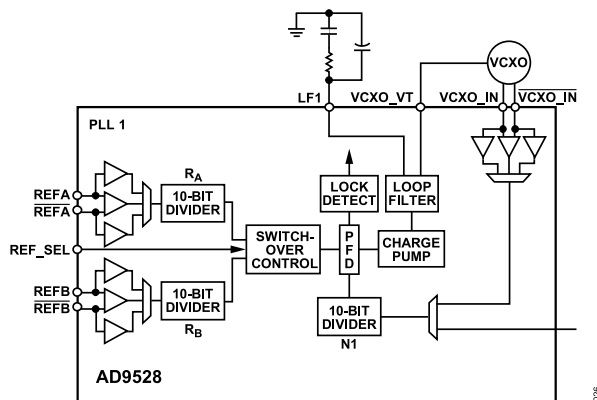 VCXO
LF1
VCXO_VT
VCXO_IN
VCXO_IN
PLL 1
REFA
REFA
RA
10-BIT
DIVIDER
LOCK
DETECT
LOOP
FILTER
REF_SEL
SWITCH-
OVER
CONTROL
PFD
CHARGE
PUMP
REFB
REFB
10-BIT
DIVIDER
RB
10-BIT
DIVIDER
N1
AD9528